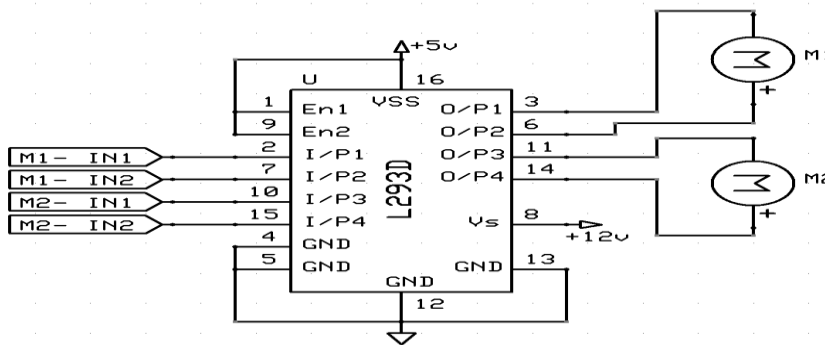 +5v
U
16
VSS
1
En1
9
En2
M1- IN1
2
I/P1
M1- IN2
7
I/P2
M2- IN1
10
I/P3
M2- IN2
15
I/P4
4
GND
5
GND
L293D
O/P1
3
O/P2
6
O/P3
11
O/P4
14
Vs
8
+12v
GND
13
GND
12
M
M1
+
M
M2
+